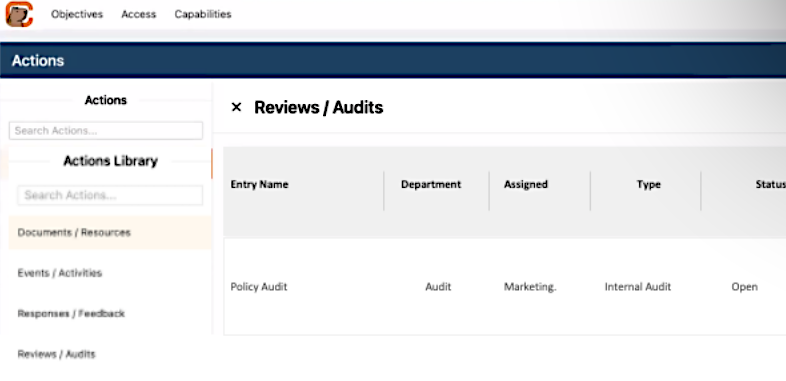 Objectives Access Capabilities
Actions
Actions
Search Actions...
Actions Library
Search Actions...
Documents / Resources
Events / Activities
Responses / Feedback
Reviews / Audits
× Reviews / Audits
Entry Name Department Assigned Type Status
Policy Audit Audit Marketing. Internal Audit Open